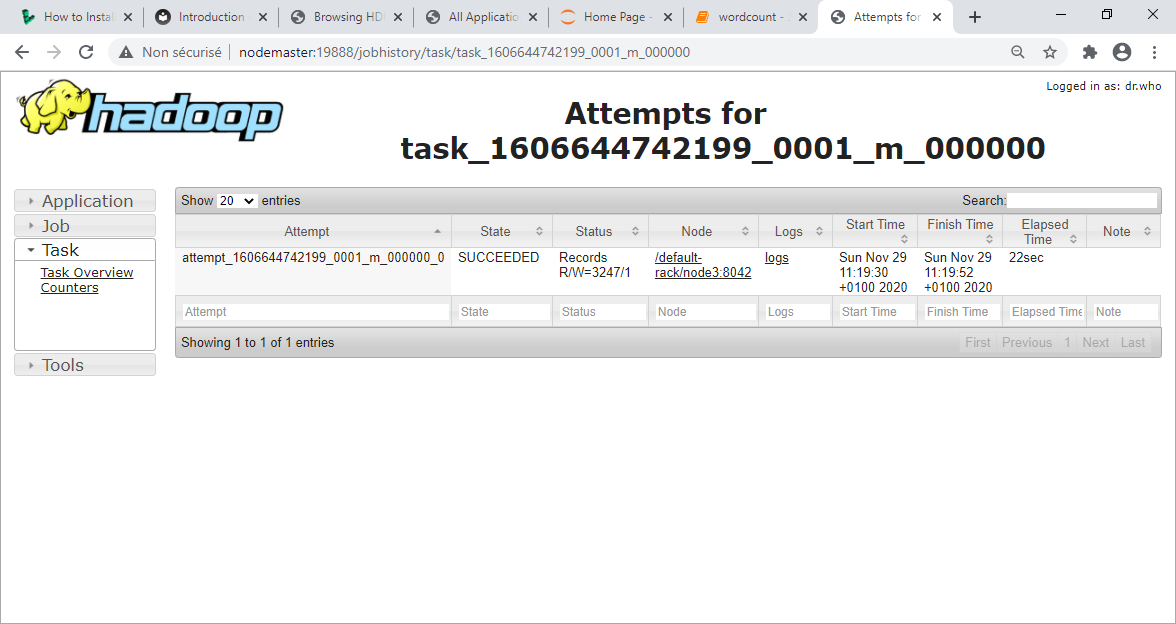 How to Instal
Introduction
Browsing HD
All Applicatio
Home Page -
wordcount -
Attempts for
Non sécurisé
nodemaster:19888/jobhistory/task/task_1606644742199_0001_m_000000
Logged in as: dr.who
hadoop
Attempts for
task_1606644742199_0001_m_000000
Application
Job
Task
Task Overview
Counters
Tools
Show 20 entries
Search:
Attempt State Status Node Logs Start Time Finish Time Elapsed Time Note
attempt_1606644742199_0001_m_000000_0 SUCCEEDED Records /default- logs Sun Nov 29 Sun Nov 29 22sec
R/W=3247/1 rack/node3:8042 11:19:30 11:19:52
+0100 2020 +0100 2020
Attempt State Status Node Logs Start Time Finish Time Elapsed Time Note
Showing 1 to 1 of 1 entries
First Previous 1 Next Last